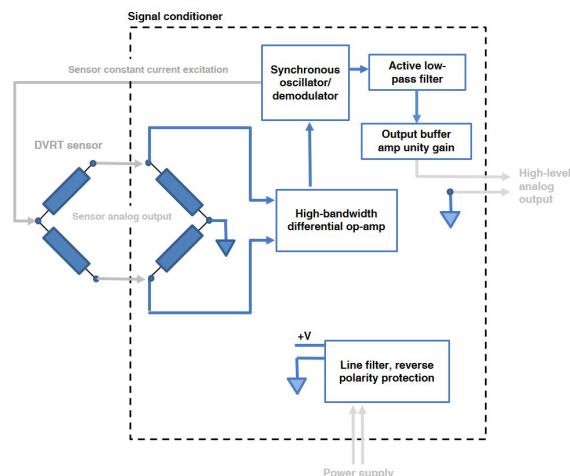 Signal conditioner
Sensor constant current excitation
Synchronous
oscillator/
demodulator
Active low-
pass filter
Output buffer
amp unity gain
DVRT sensor
High-level
analog
output
Sensor analog output
High-bandwidth
differential op-amp
+V
Line filter, reverse
polarity protection
Power supply